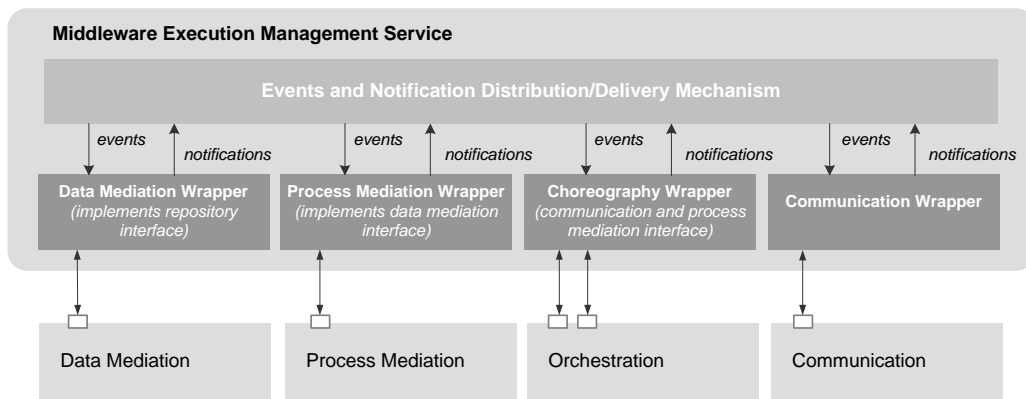 Middleware Execution Management Service
Events and Notification Distribution/Delivery Mechanism
events
notifications
events
notifications
events
notifications
events
notifications
Data Mediation Wrapper
(implements repository
interface)
Process Mediation Wrapper
(implements data mediation
interface)
Choreography Wrapper
(communication and process
mediation interface)
Communication Wrapper
Data Mediation
Process Mediation
Orchestration
Communication